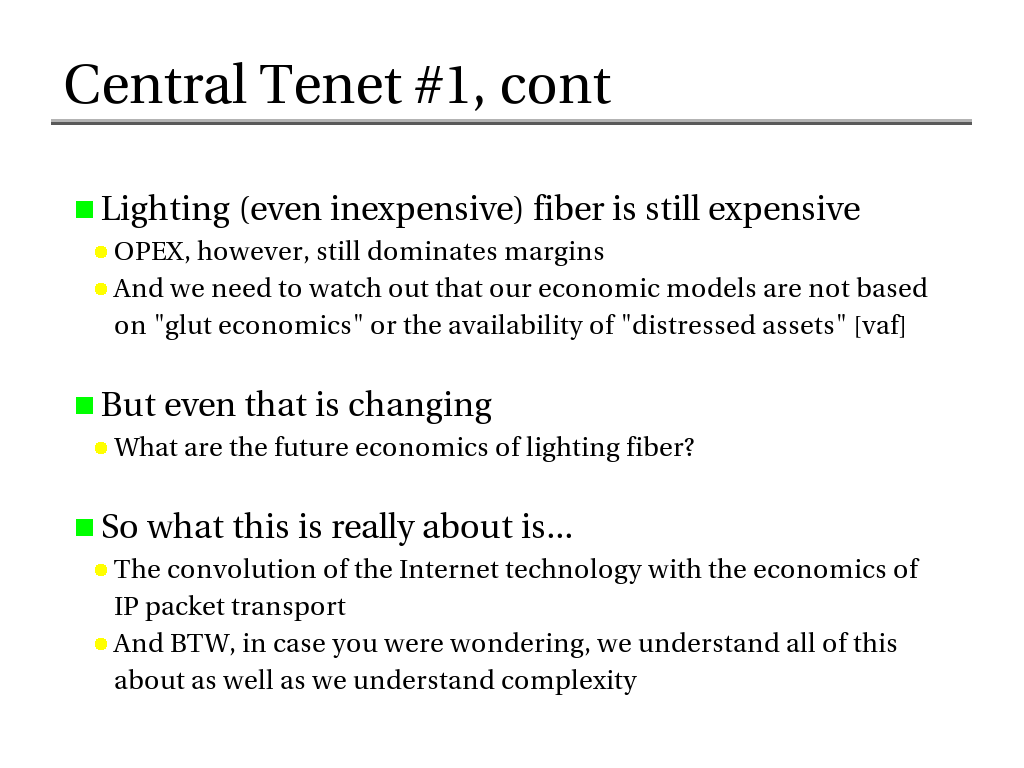 Central Tenet #1, cont
Lighting (even inexpensive) fiber is still expensive
OPEX, however, still dominates margins
And we need to watch out that our economic models are not based
on "glut economics" or the availability of "distressed assets" [vaf]
But even that is changing
What are the future economics of lighting fiber?
So what this is really about is...
The convolution of the Internet technology with the economics of
IP packet transport
And BTW, in case you were wondering, we understand all of this
about as well as we understand complexity